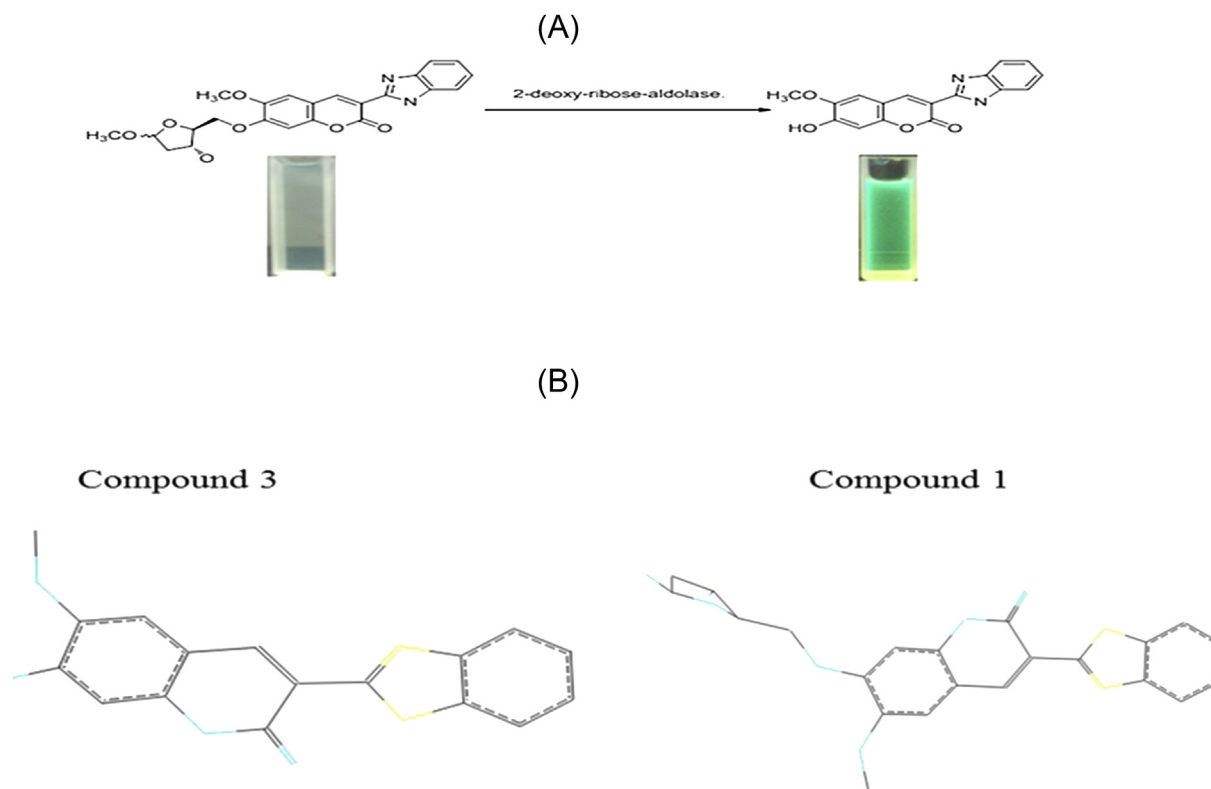 (A)
2-deoxy-ribose-aldolase.
N
N
H₃CO
O
O
O
O
H₃CO
O
N
N
H₃CO
HO
O
O
(B)
Compound 3
Compound 1